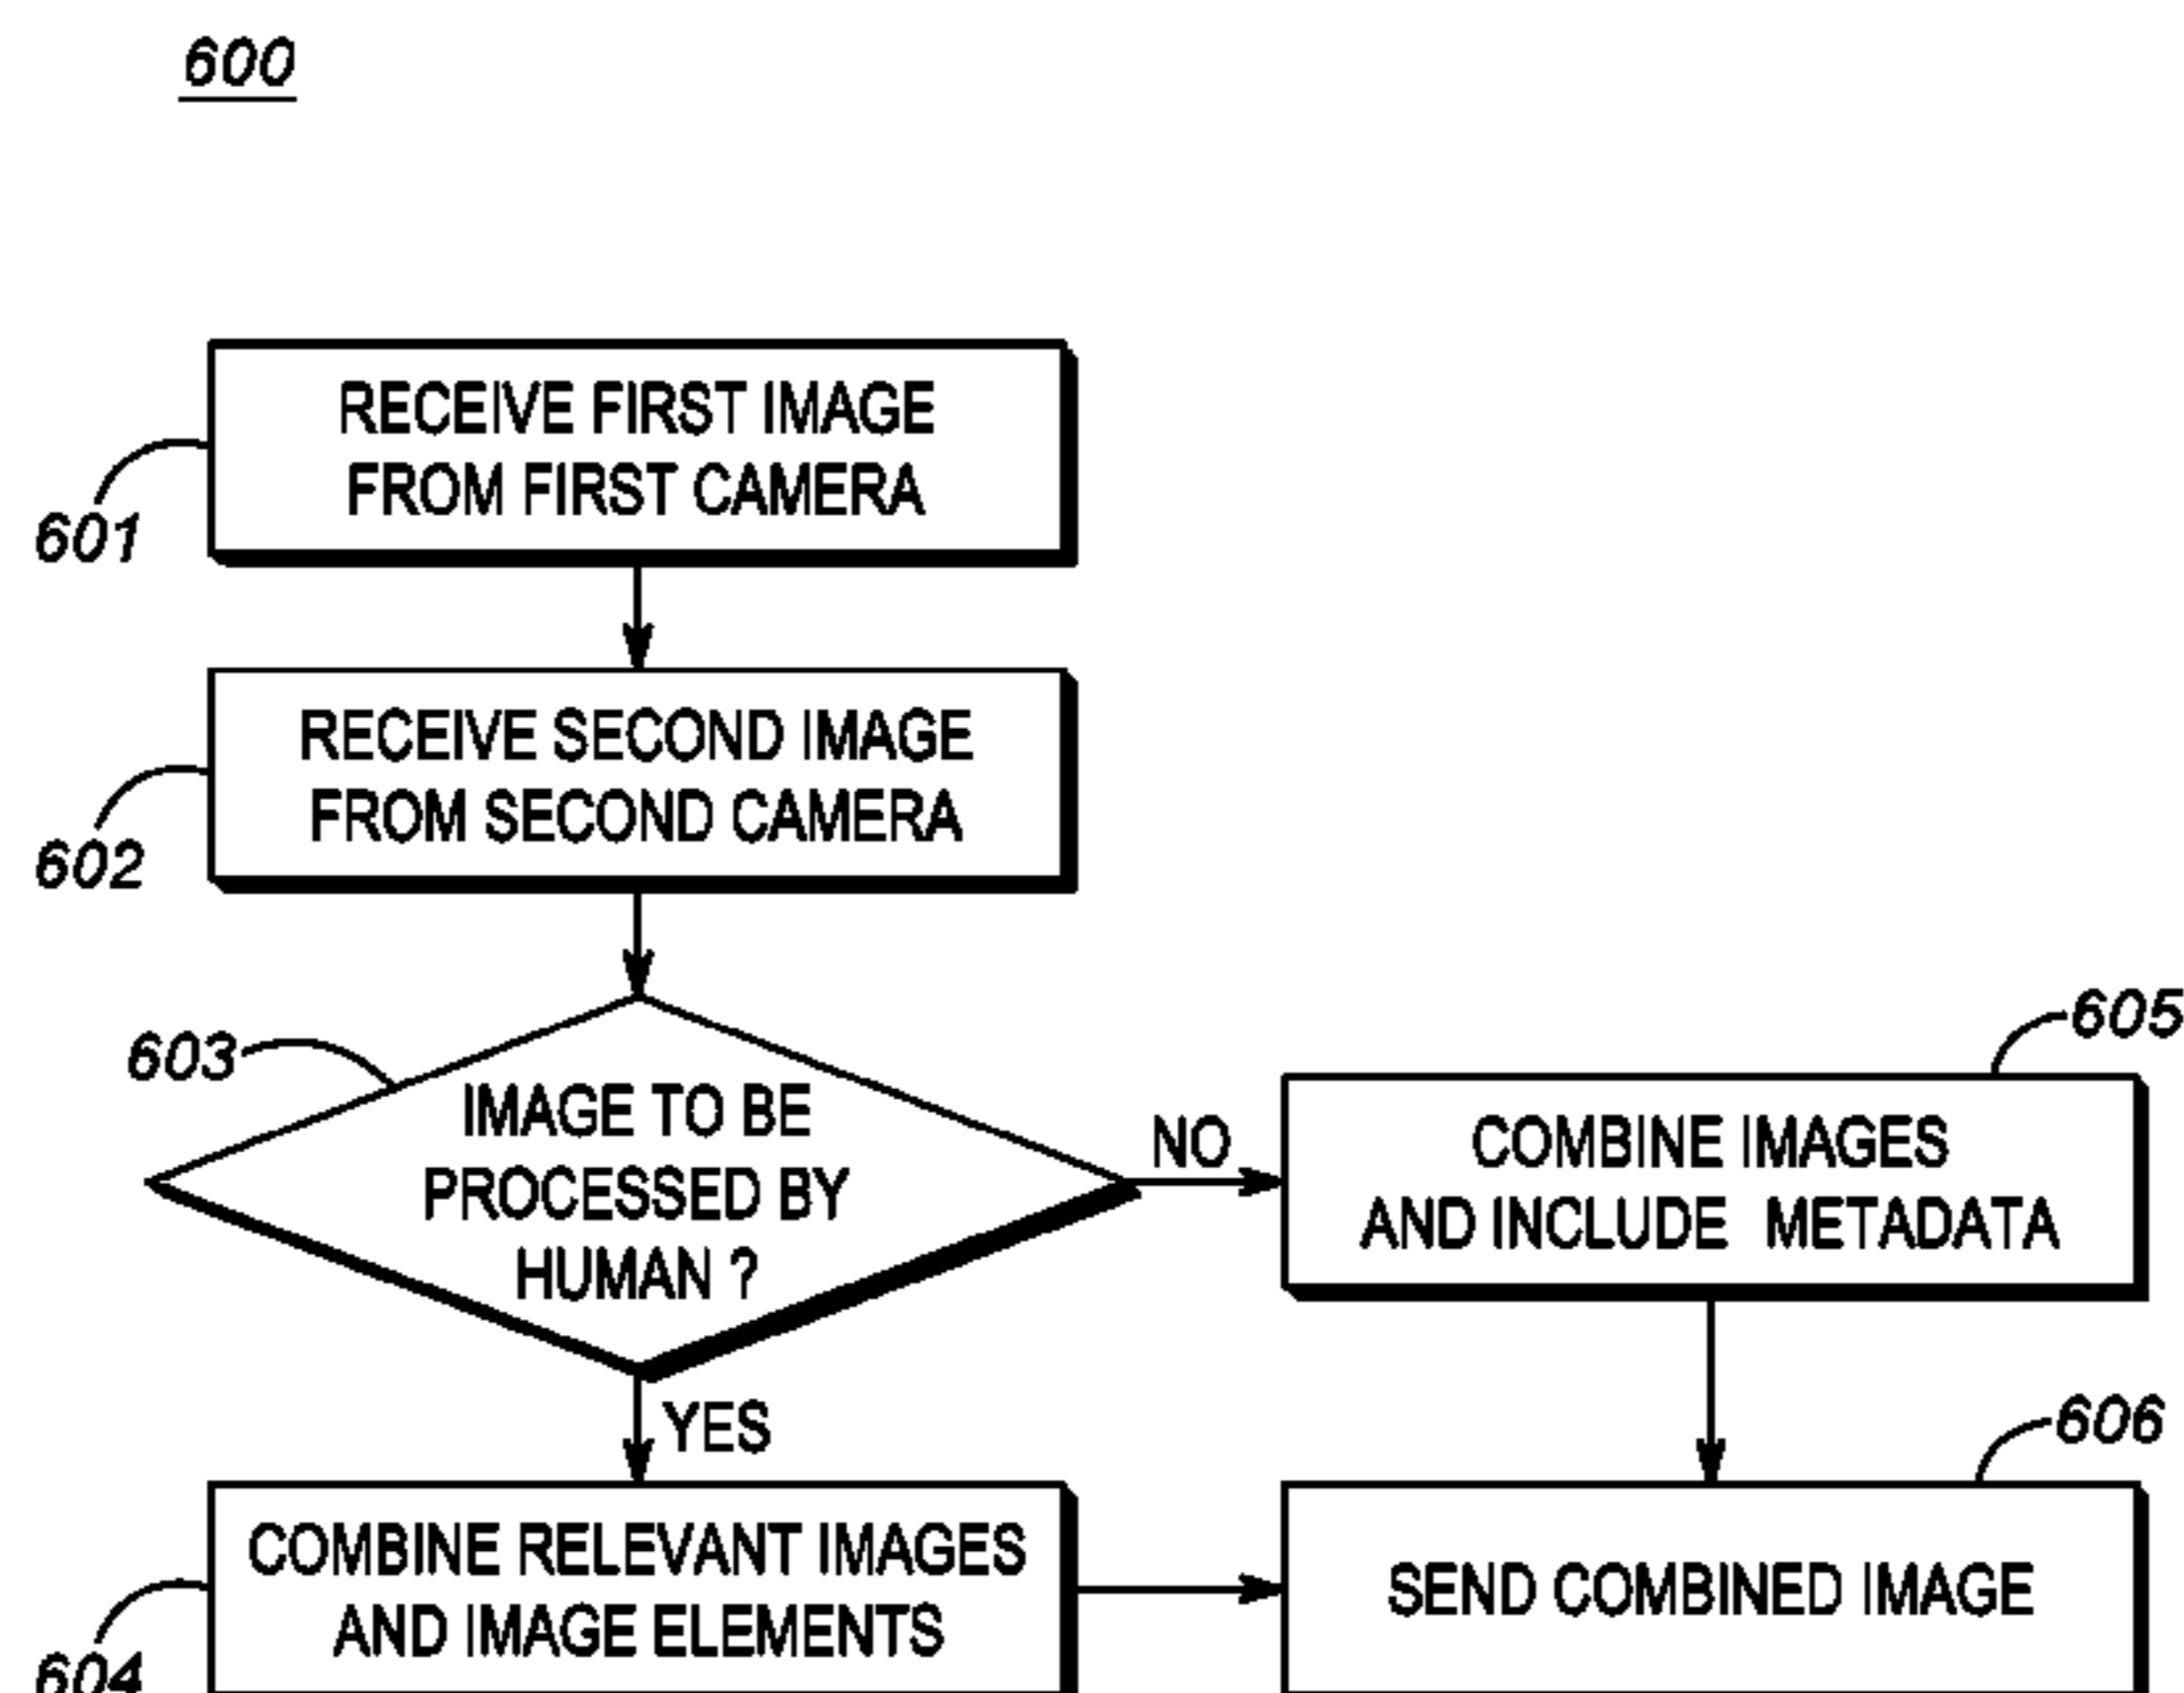 600
RECEIVE FIRST IMAGE
FROM FIRST CAMERA
601
RECEIVE SECOND IMAGE
FROM SECOND CAMERA
602
603
IMAGE TO BE
PROCESSED BY
HUMAN ?
NO
605
COMBINE IMAGES
AND INCLUDE METADATA
YES
606
COMBINE RELEVANT IMAGES
AND IMAGE ELEMENTS
604
SEND COMBINED IMAGE